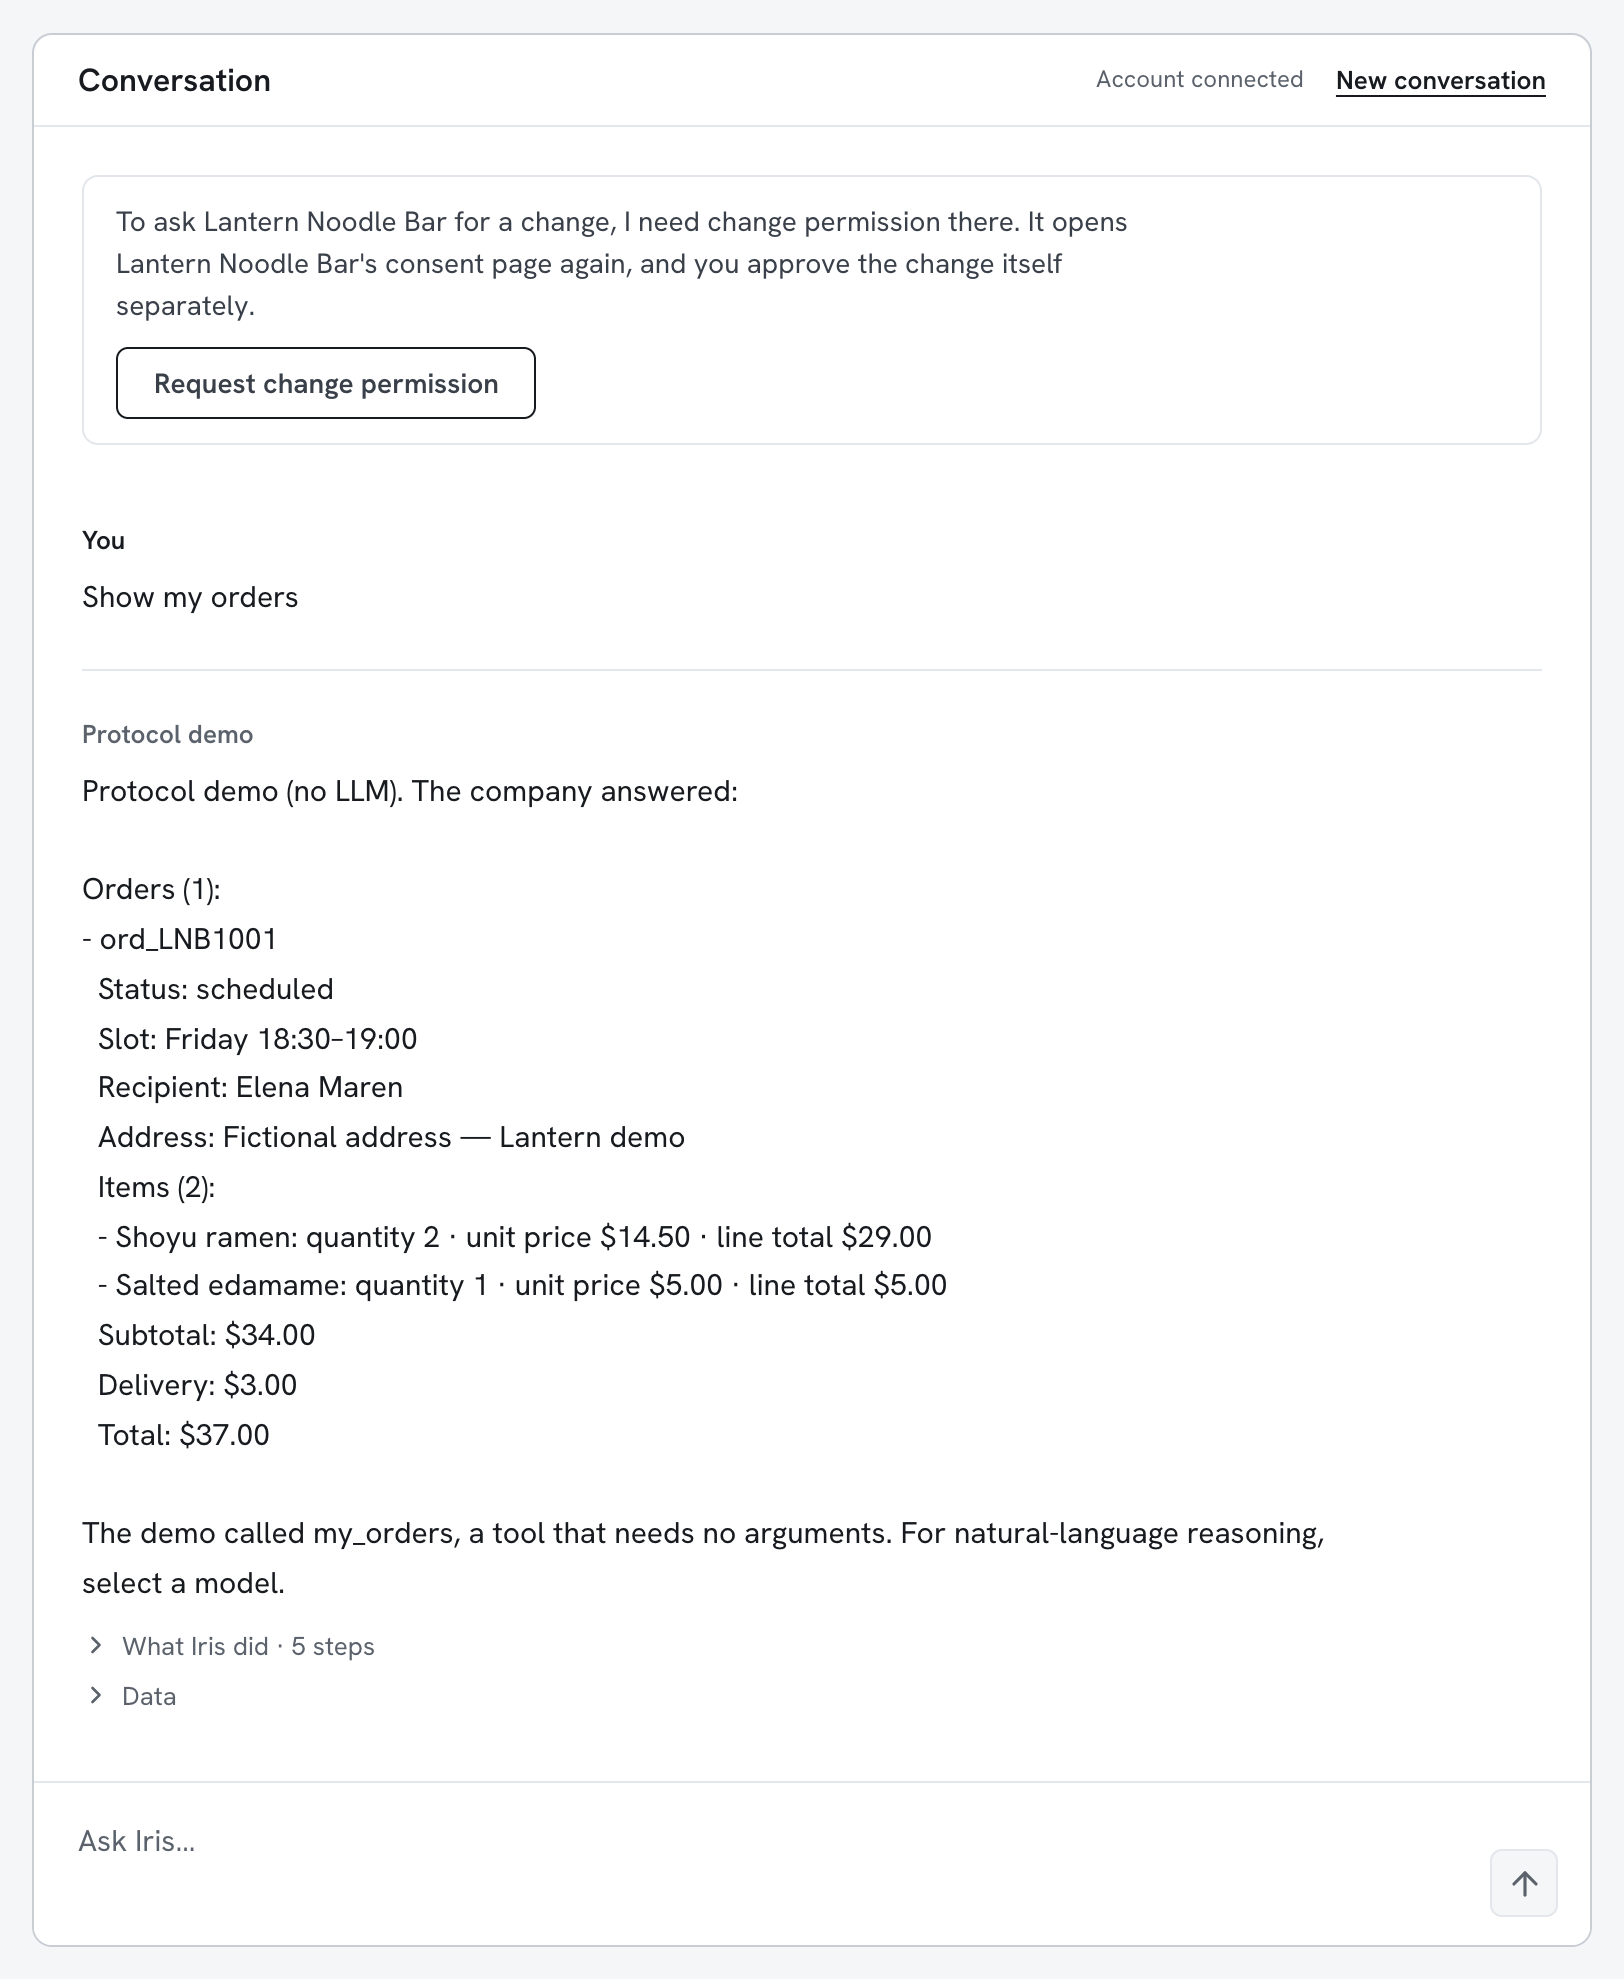 Conversation
Account connected
New conversation
To ask Lantern Noodle Bar for a change, I need change permission there. It opens
Lantern Noodle Bar's consent page again, and you approve the change itself
separately.
Request change permission
You
Show my orders
Protocol demo
Protocol demo (no LLM). The company answered:
Orders (1):
- ord_LNB1001
Status: scheduled
Slot: Friday 18:30–19:00
Recipient: Elena Maren
Address: Fictional address — Lantern demo
Items (2):
- Shoyu ramen: quantity 2 · unit price $14.50 · line total $29.00
- Salted edamame: quantity 1 · unit price $5.00 · line total $5.00
Subtotal: $34.00
Delivery: $3.00
Total: $37.00
The demo called my_orders, a tool that needs no arguments. For natural-language reasoning,
select a model.
What Iris did · 5 steps
Data
Ask Iris...